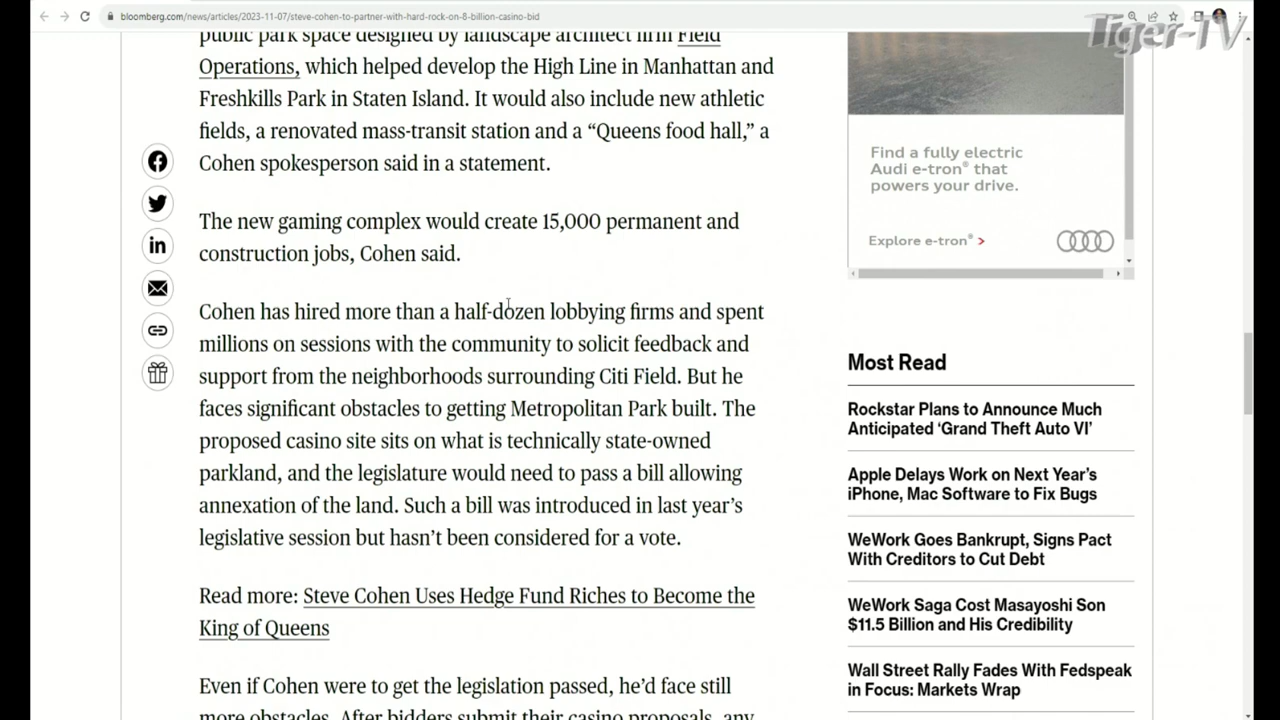 bloomberg.com/news/articles/2023-11-07/steve-cohen-to-partner-with-hard-rock-on-8-billion-casino-bid
Tiger-TV
public park space designed by landscape architect firm Field
Operations, which helped develop the High Line in Manhattan and
Freshkills Park in Staten Island. It would also include new athletic
fields, a renovated mass-transit station and a “Queens food hall,” a
Cohen spokesperson said in a statement.
The new gaming complex would create 15,000 permanent and
construction jobs, Cohen said.
Cohen has hired more than a half-dozen lobbying firms and spent
millions on sessions with the community to solicit feedback and
support from the neighborhoods surrounding Citi Field. But he
faces significant obstacles to getting Metropolitan Park built. The
proposed casino site sits on what is technically state-owned
parkland, and the legislature would need to pass a bill allowing
annexation of the land. Such a bill was introduced in last year’s
legislative session but hasn’t been considered for a vote.
Read more: Steve Cohen Uses Hedge Fund Riches to Become the
King of Queens
Even if Cohen were to get the legislation passed, he’d face still
more obstacles. After bidders submit their casino proposals, any
Find a fully electric
Audi e-tron® that
powers your drive.
Explore e-tron® >
Most Read
Rockstar Plans to Announce Much
Anticipated ‘Grand Theft Auto VI’
Apple Delays Work on Next Year’s
iPhone, Mac Software to Fix Bugs
WeWork Goes Bankrupt, Signs Pact
With Creditors to Cut Debt
WeWork Saga Cost Masayoshi Son
$11.5 Billion and His Credibility
Wall Street Rally Fades With Fedspeak
in Focus: Markets Wrap